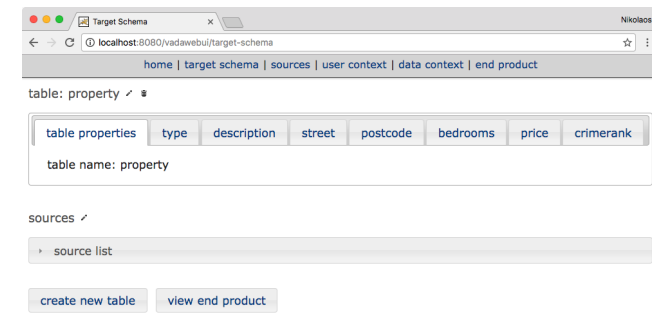 Target Schema
Nikolaos
localhost:8080/vadawebui/target-schema
home | target schema | sources | user context | data context | end product
table: property
table properties type description street postcode bedrooms price crimerank
table name: property
sources
source list
create new table view end product